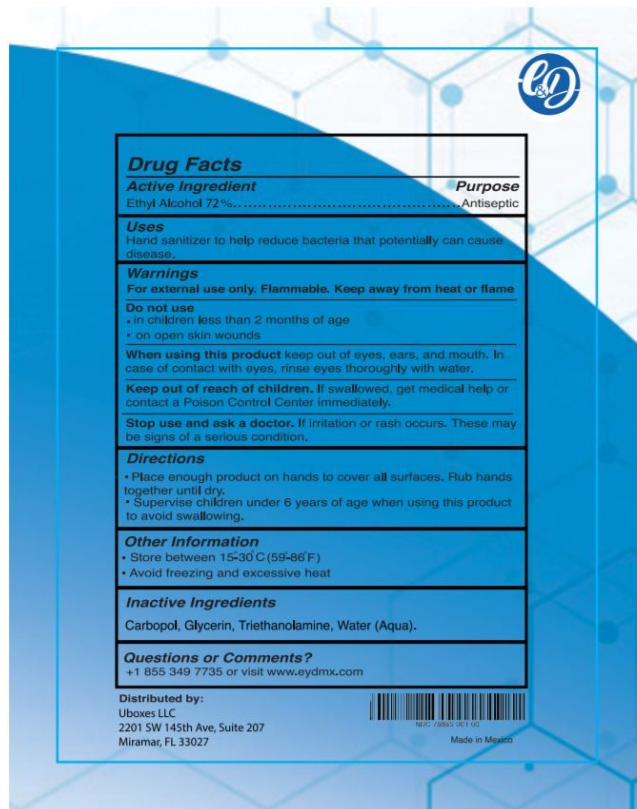 E&D
Drug Facts
Active Ingredient Purpose
Ethyl Alcohol 72%..........................................Antiseptic
Uses
Hand sanitizer to help reduce bacteria that potentially can cause
disease.
Warnings
For external use only. Flammable. Keep away from heat or flame
Do not use
• in children less than 2 months of age
• on open skin wounds
When using this product keep out of eyes, ears, and mouth. In
case of contact with eyes, rinse eyes thoroughly with water.
Keep out of reach of children. If swallowed, get medical help or
contact a Poison Control Center immediately.
Stop use and ask a doctor. If irritation or rash occurs. These may
be signs of a serious condition.
Directions
• Place enough product on hands to cover all surfaces. Rub hands
together until dry.
• Supervise children under 6 years of age when using this product
to avoid swallowing.
Other Information
• Store between 15°-30°C (59°-86°F)
• Avoid freezing and excessive heat
Inactive Ingredients
Carbopol, Glycerin, Triethanolamine, Water (Aqua).
Questions or Comments?
+1 855 349 7735 or visit www.eydmx.com
Distributed by:
Uboxes LLC
2201 SW 145th Ave, Suite 207
Miramar, FL 33027
NDC
Made in Mexico